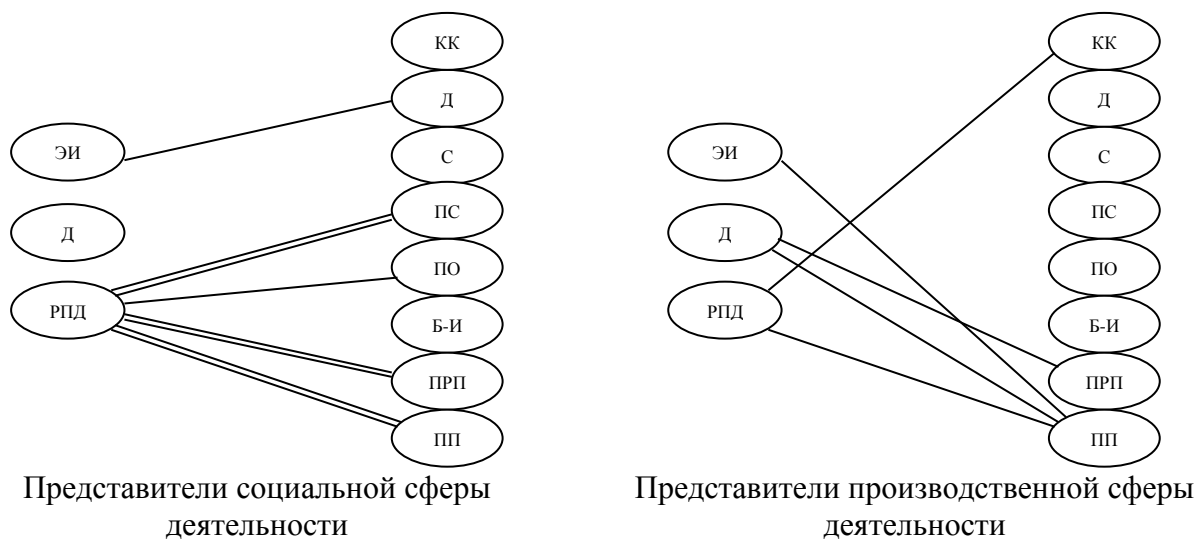 КК
Д
С
ПС
ПО
Б-И
ПРП
ПП
ЭИ
Д
РПД
Представители социальной сферы
деятельности
КК
Д
С
ПС
ПО
Б-И
ПРП
ПП
ЭИ
Д
РПД
Представители производственной сферы
деятельности